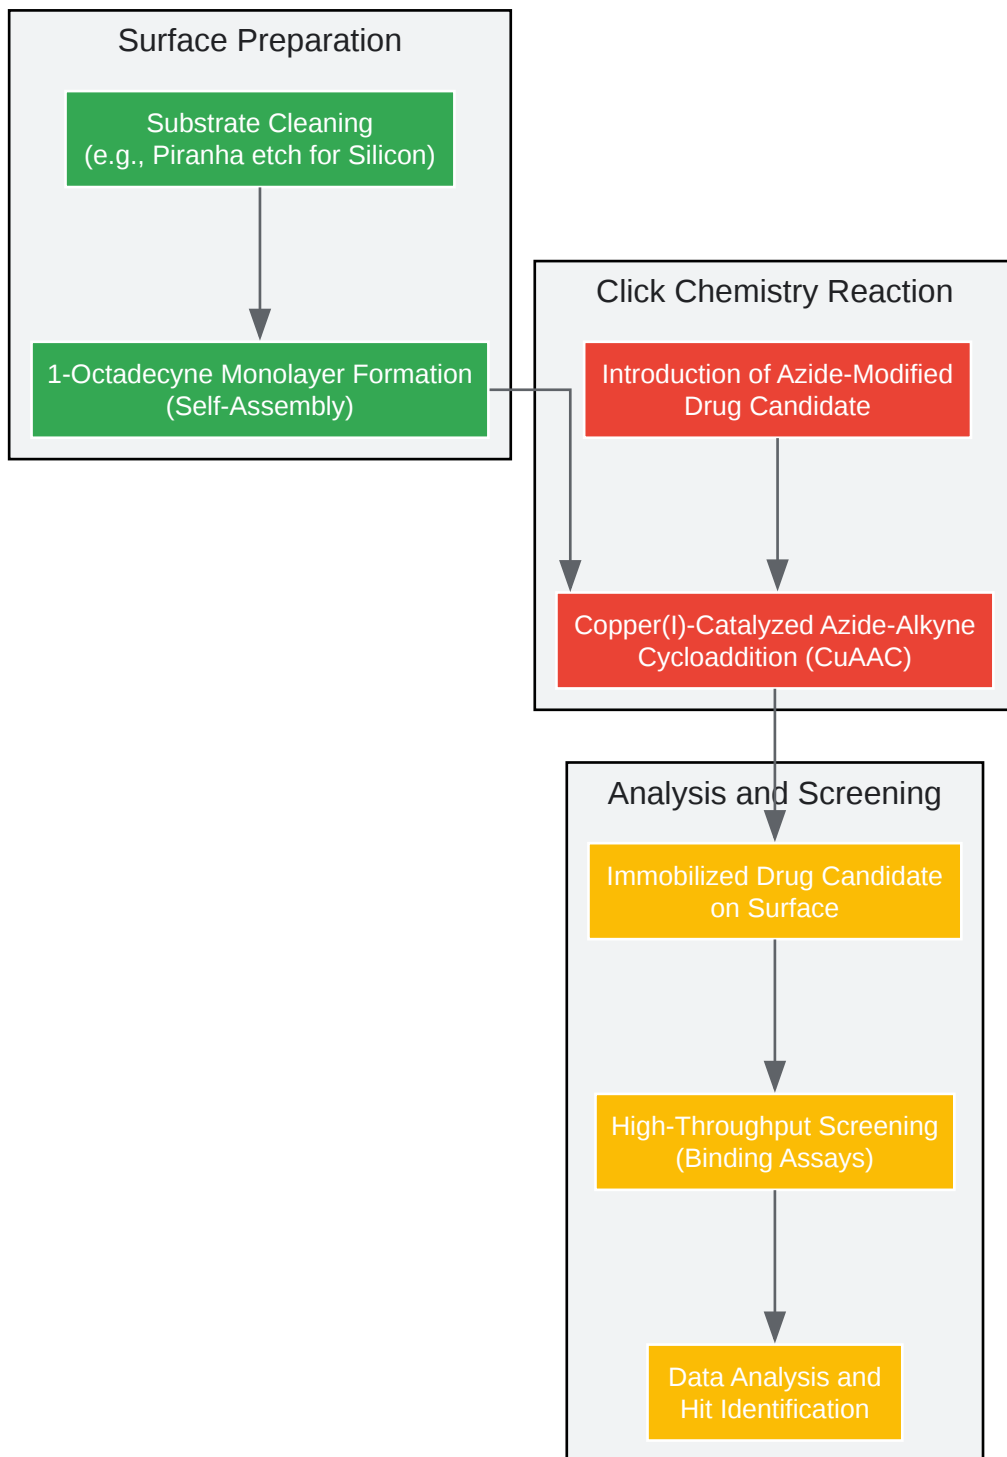 Surface Preparation
Substrate Cleaning
(e.g., Piranha etch for Silicon)
1-Octadecyne Monolayer Formation
(Self-Assembly)
Click Chemistry Reaction
Introduction of Azide-Modified
Drug Candidate
Copper(I)-Catalyzed Azide-Alkyne
Cycloaddition (CuAAC)
Analysis and Screening
Immobilized Drug Candidate
on Surface
High-Throughput Screening
(Binding Assays)
Data Analysis and
Hit Identification